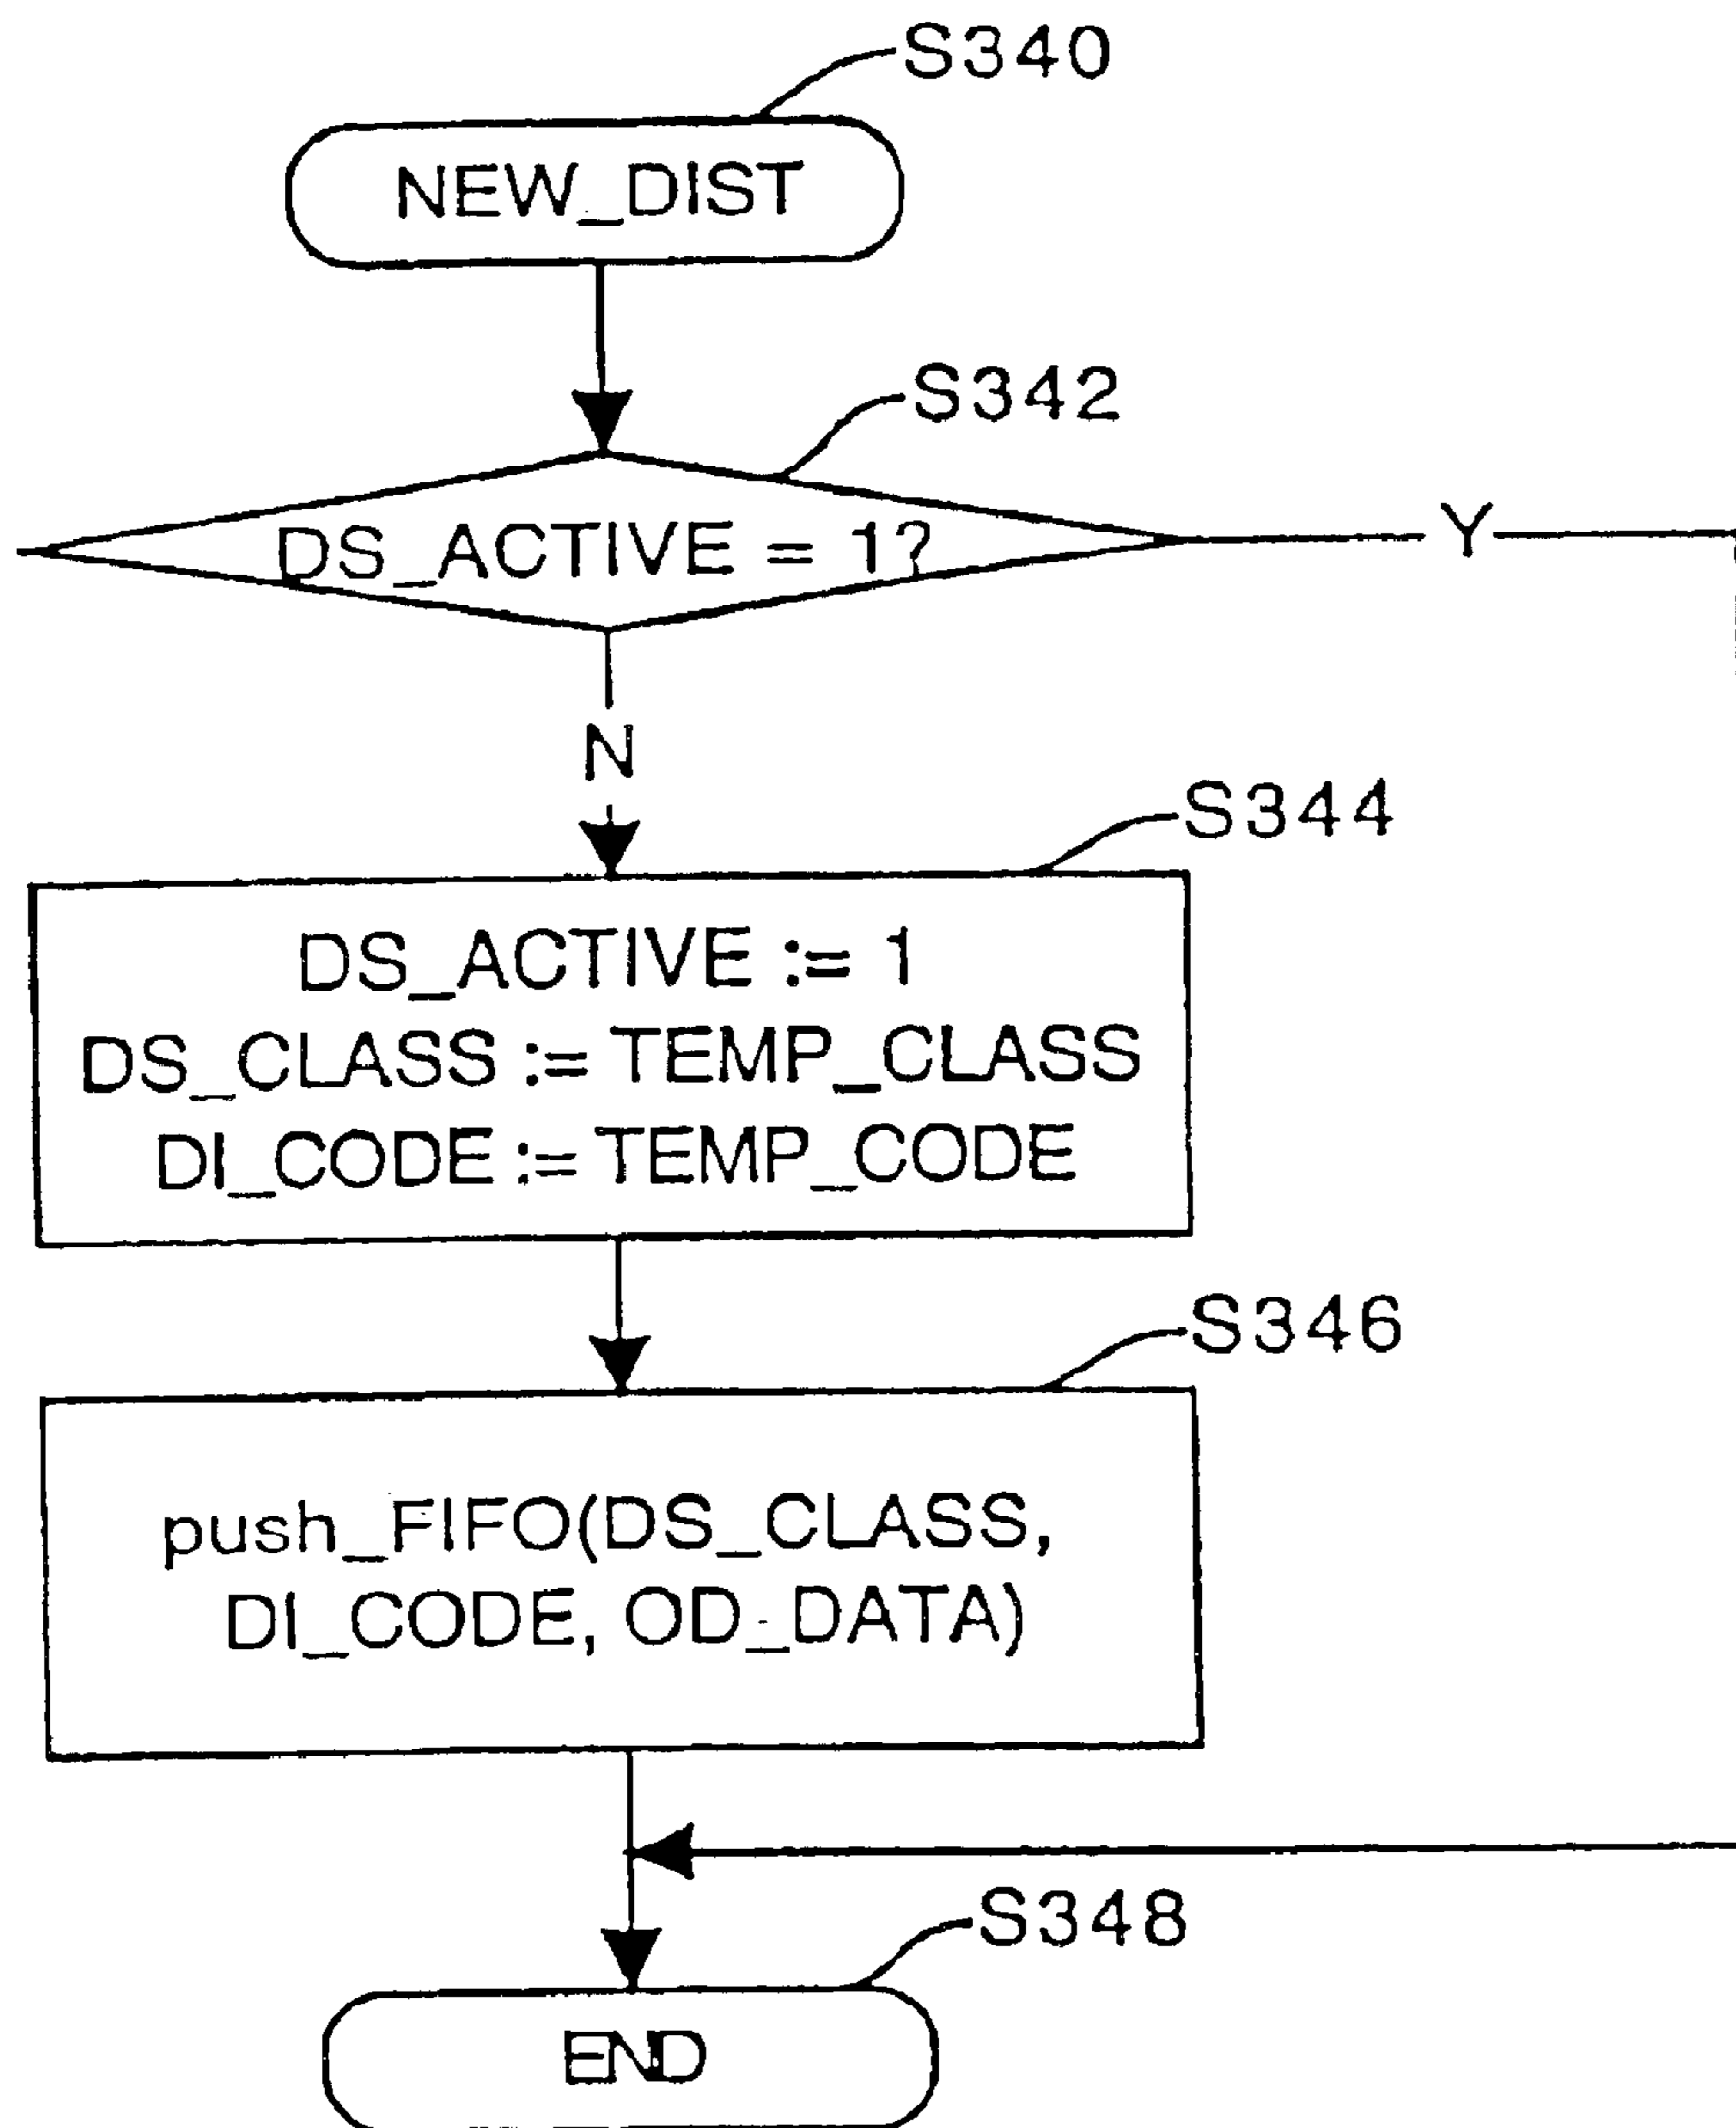 S340
NEW_DIST
S342
DS_ACTIVE = 1?
Y
N
S344
DS_ACTIVE := 1
DS_CLASS := TEMP_CLASS
DI_CODE := TEMP_CODE
S346
push_FIFO(DS_CLASS,
DI_CODE, OD_DATA)
S348
END